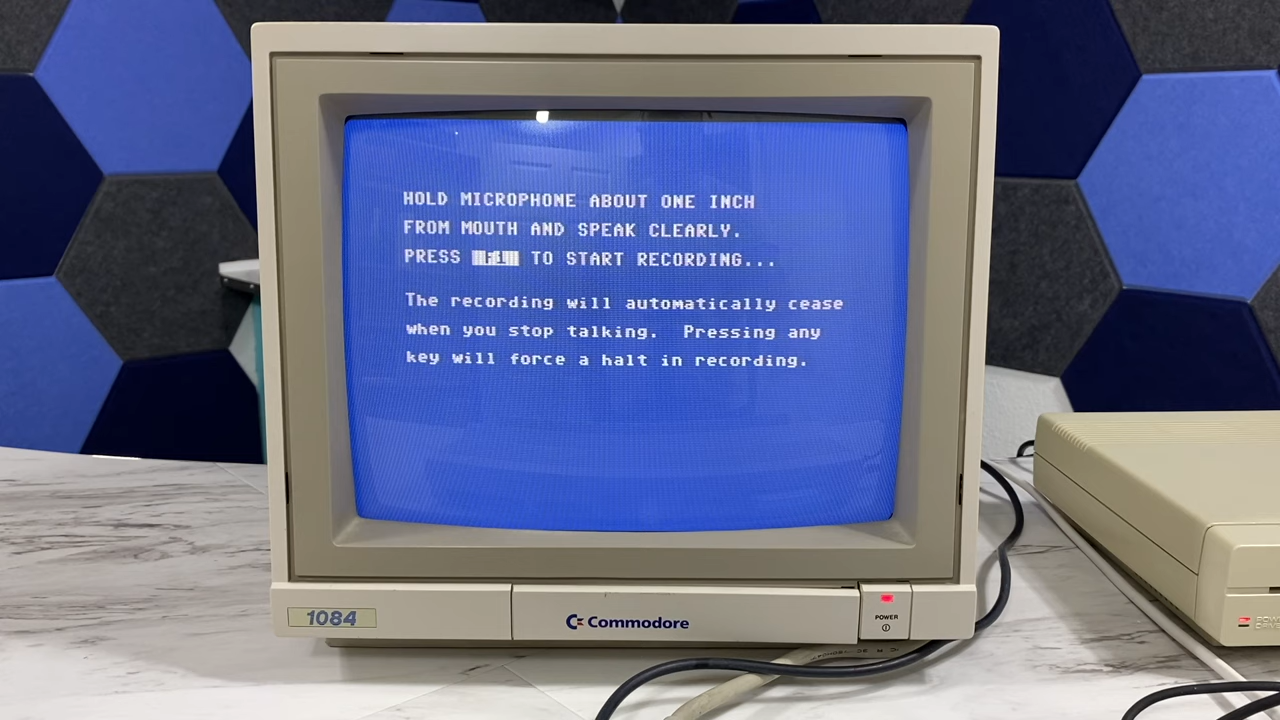 HOLD MICROPHONE ABOUT ONE INCH
FROM MOUTH AND SPEAK CLEARLY.
PRESS TO START RECORDING...
The recording will automatically cease
when you stop talking.  Pressing any
key will force a halt in recording.
1084
Commodore
POWER